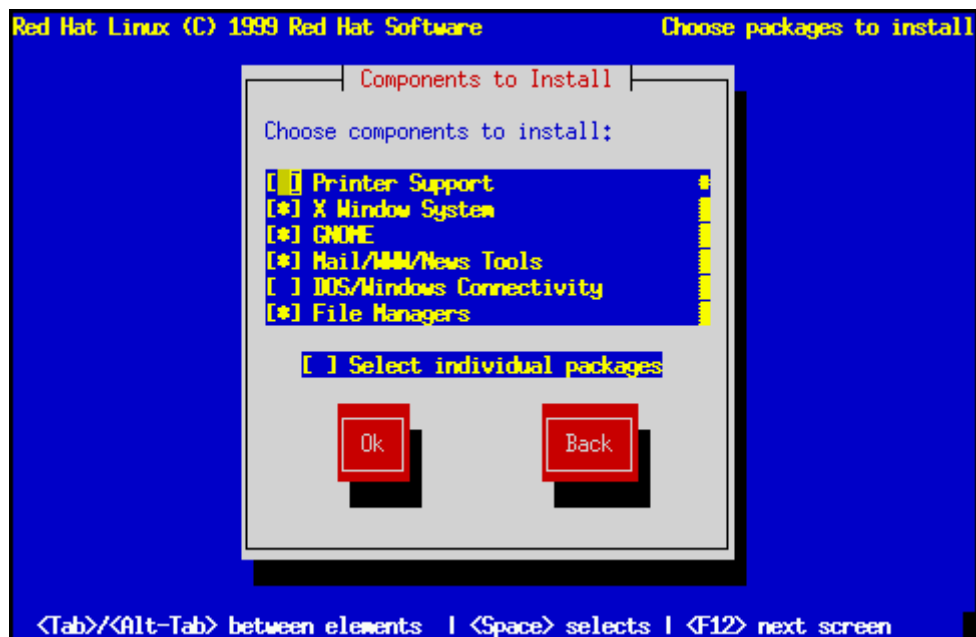 Red Hat Linux (C) 1999 Red Hat Software Choose packages to install
Components to Install
Choose components to install:
[ ] Printer Support
[*] X Window System
[*] GNOME
[*] Mail/WWW/News Tools
[ ] DOS/Windows Connectivity
[*] File Managers
[ ] Select individual packages
Ok Back
<Tab>/<Alt-Tab> between elements | <Space> selects | <F12> next screen